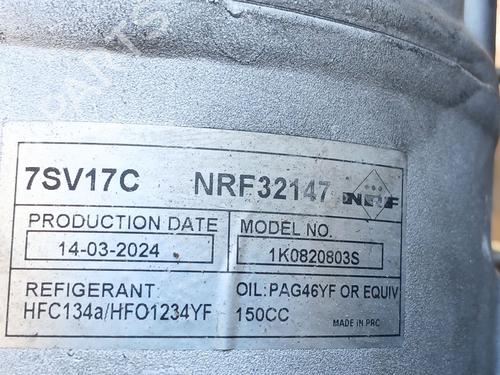 7SV17C NRF32147 NRF
PRODUCTION DATE MODEL NO.
14-03-2024 1K0820803S
REFIGERANT: OIL:PAG46YF OR EQUIV
HFC134a/HFO1234YF 150CC MADE IN PRC